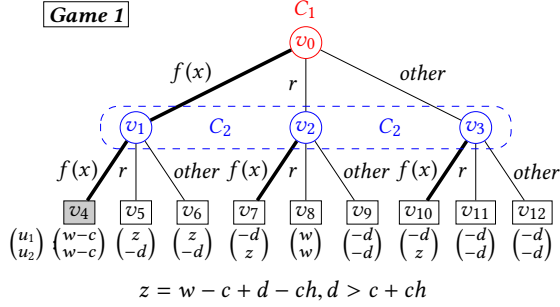 Game 1
C₁
v₀
f(x) r other
v₁ C₂ v₂ C₂ v₃
f(x) r other f(x) r other f(x) r other
v₄ v₅ v₆ v₇ v₈ v₉ v₁₀ v₁₁ v₁₂
(u₁ u₂) : (w−c w−c) (z −d) (z −d) (−d z) (w w) (−d −d) (−d z) (−d −d) (−d −d)
z = w − c + d − ch, d > c + ch